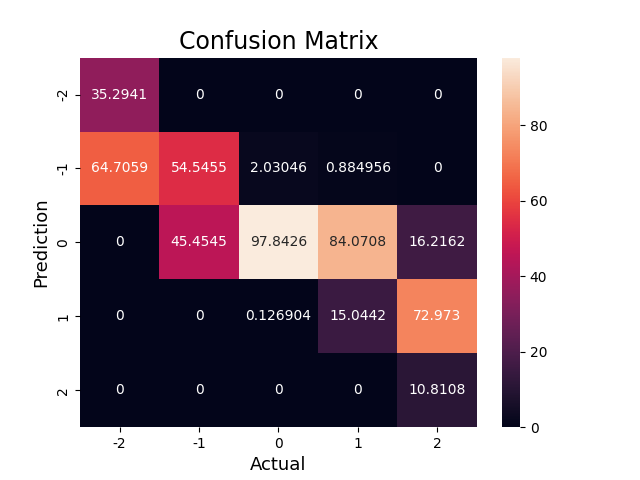 Confusion Matrix
-2 35.2941 0 0 0 0
-1 64.7059 54.5455 2.03046 0.884956 0
0 0 45.4545 97.8426 84.0708 16.2162
1 0 0 0.126904 15.0442 72.973
2 0 0 0 0 10.8108
-2 -1 0 1 2
Prediction
Actual
80
60
40
20
0